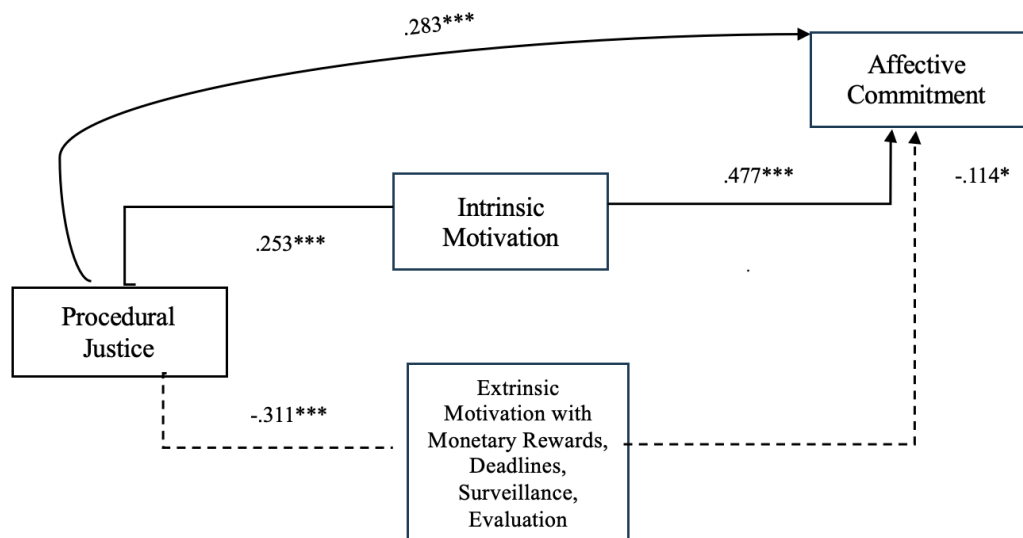 .283***
Affective
Commitment
.477***
-.114*
Intrinsic
Motivation
.253***
Procedural
Justice
-.311***
Extrinsic
Motivation with
Monetary Rewards,
Deadlines,
Surveillance,
Evaluation